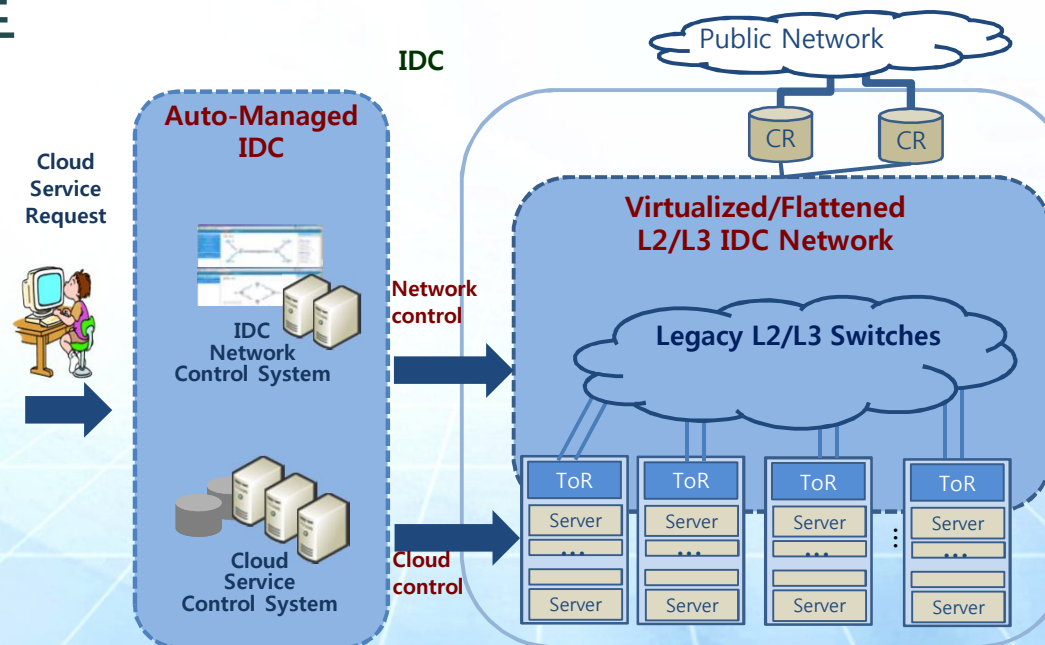 E
IDC
Public Network
CR
CR
Auto-Managed
IDC
Cloud
Service
Request
Virtualized/Flattened
L2/L3 IDC Network
Network
control
IDC
Network
Control System
Legacy L2/L3 Switches
ToR
ToR
ToR
ToR
Server
Server
Server
Server
...
...
...
...
...
Server
Server
Server
Server
Cloud
control
Cloud
Service
Control System